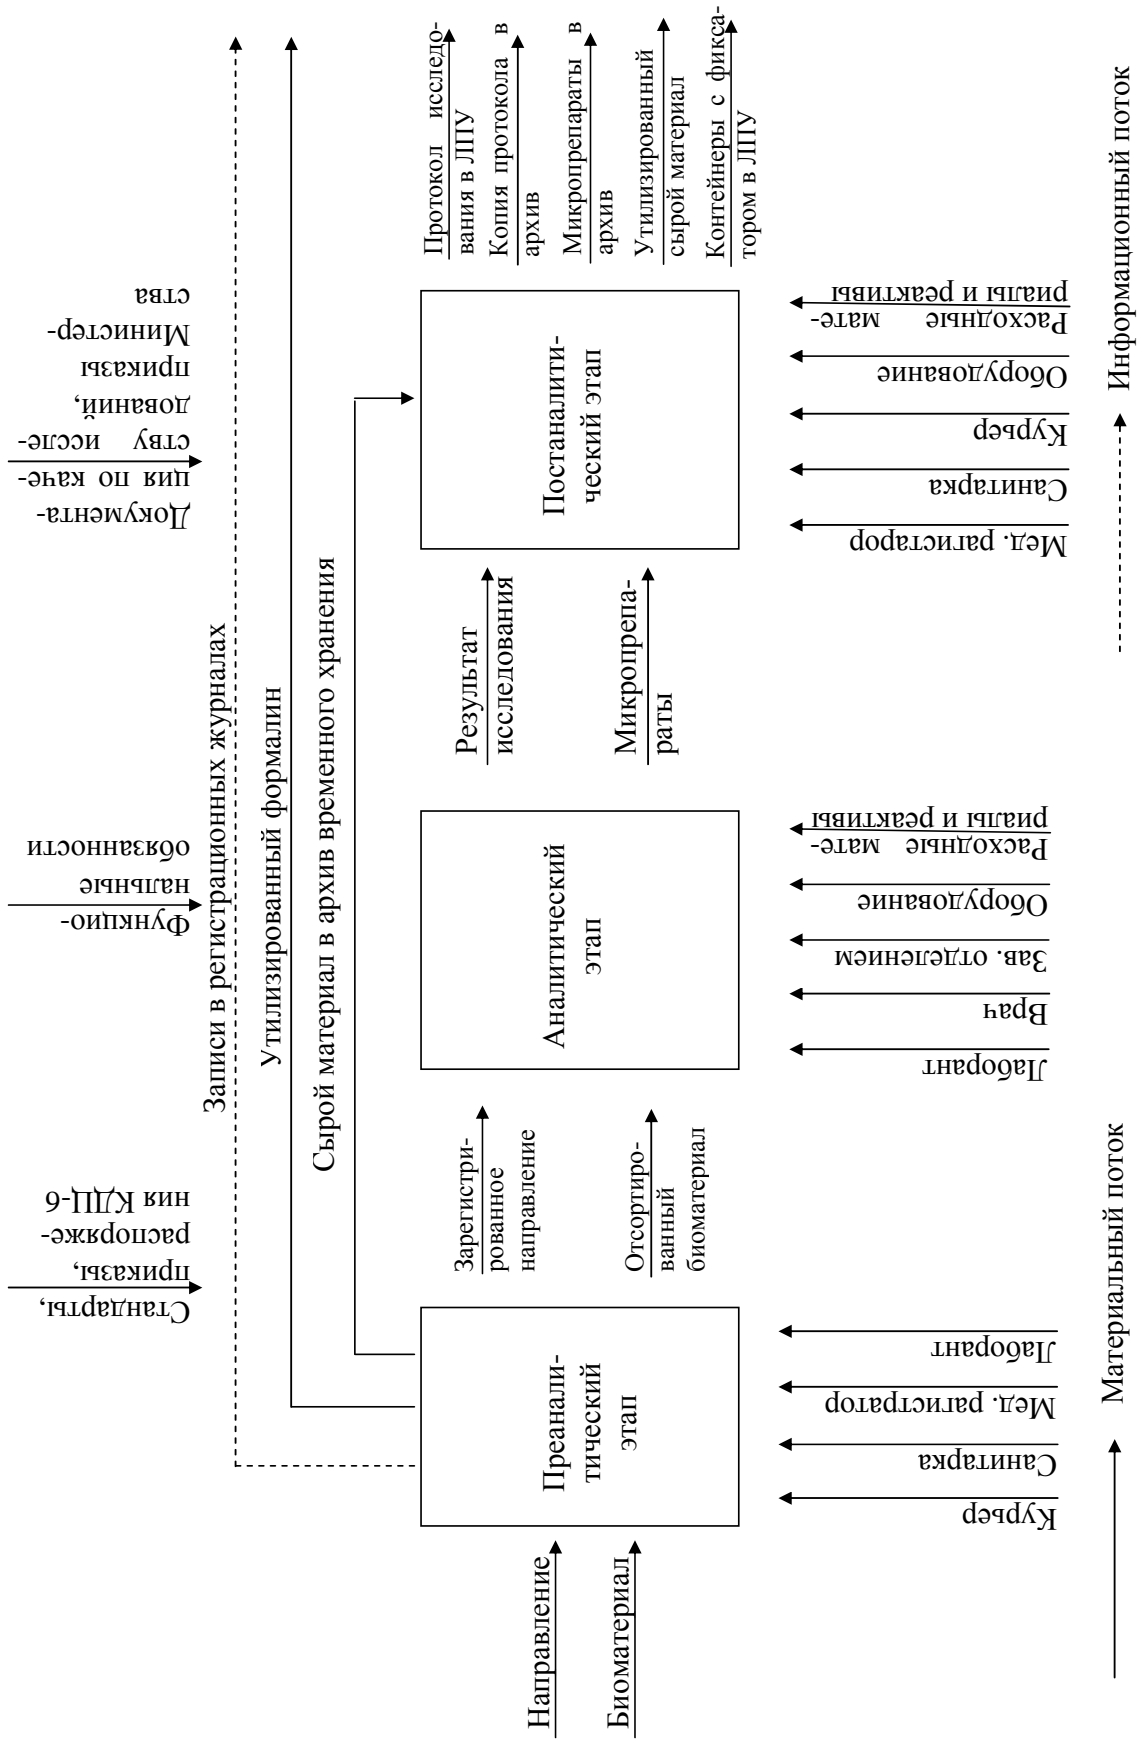 Стандарты,
приказы,
распоряже-
ния КДЦ-6
Функцио-
нальные
обязанности
Документа-
ция по каче-
ству иссле-
дований,
приказы
Министер-
ства
Записи в регистрационных журналах
Утилизированный формалин
Сырой материал в архив временного хранения
Направление
Биоматериал
Преанали-
тический
этап
Зарегистри-
рованное
направление
Отсортиро-
ванный
биоматериал
Аналитический
этап
Результат
исследования
Микропрепа-
раты
Постаналити-
ческий этап
Протокол исследо-
вания в ЛПУ
Копия протокола в
архив
Микропрепараты в
архив
Утилизированный
сырой материал
Контейнеры с фикса-
тором в ЛПУ
Курьер
Санитарка
Мед. рагистратор
Лаборант
Лаборант
Врач
Зав. отделением
Оборудование
Расходные мате-
риалы и реактивы
Мед. рагистарор
Санитарка
Курьер
Оборудование
Расходные мате-
риалы и реактивы
Материальный поток
Информационный поток